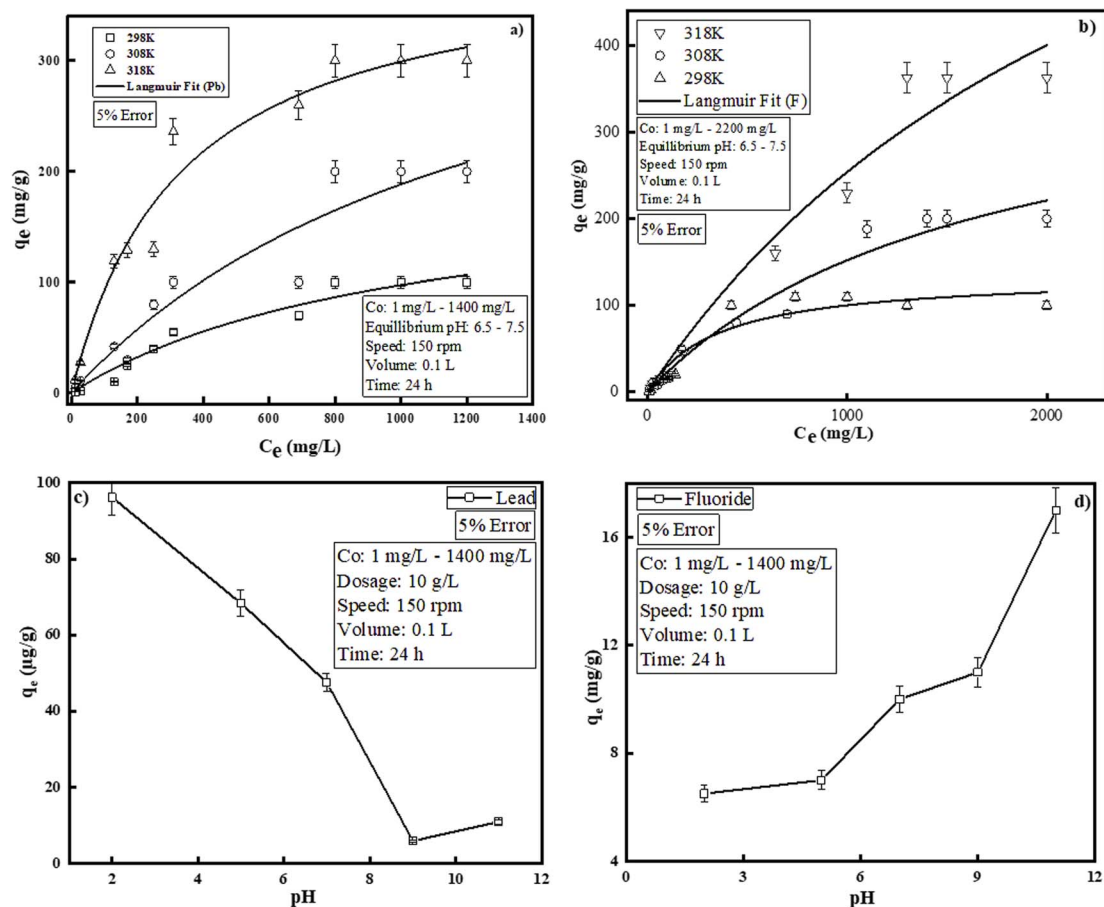 a)
298K
308K
318K
Langmuir Fit (Pb)
5% Error
Co: 1 mg/L - 1400 mg/L
Equillibrium pH: 6.5 - 7.5
Speed: 150 rpm
Volume: 0.1 L
Time: 24 h
300
200
100
0
qe (mg/g)
0 200 400 600 800 1000 1200 1400
Ce (mg/L)
b)
318K
308K
298K
Langmuir Fit (F)
Co: 1 mg/L - 2200 mg/L
Equillibrium pH: 6.5 - 7.5
Speed: 150 rpm
Volume: 0.1 L
Time: 24 h
5% Error
400
300
200
100
0
qe (mg/g)
0 1000 2000
Ce (mg/L)
c)
Lead
5% Error
Co: 1 mg/L - 1400 mg/L
Dosage: 10 g/L
Speed: 150 rpm
Volume: 0.1 L
Time: 24 h
100
80
60
40
20
0
qe (µg/g)
2 4 6 8 10 12
pH
d)
Fluoride
5% Error
Co: 1 mg/L - 1400 mg/L
Dosage: 10 g/L
Speed: 150 rpm
Volume: 0.1 L
Time: 24 h
16
12
8
4
qe (mg/g)
0 3 6 9 12
pH